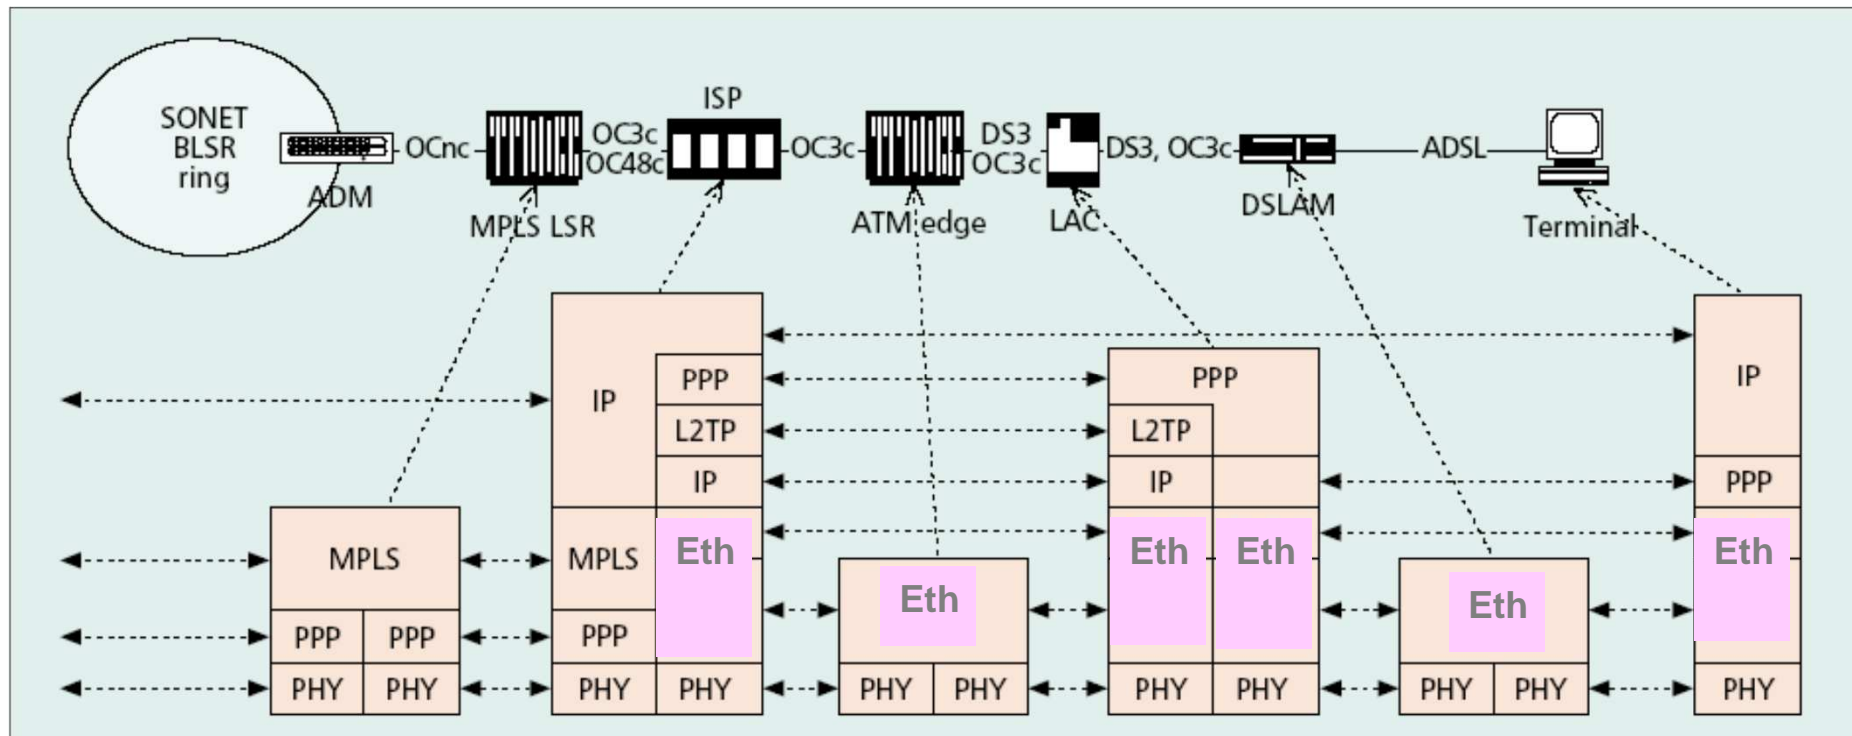 SONET
BLSR
ring
ADM
OCnc
MPLS LSR
OC3c
OC48c
ISP
OC3c
ATM edge
DS3
OC3c
LAC
DS3, OC3c
DSLAM
ADSL
Terminal
IP
PPP
L2TP
IP
PPP
L2TP
IP
IP
PPP
MPLS
MPLS
Eth
Eth
Eth
Eth
Eth
Eth
PPP
PPP
PPP
PHY
PHY
PHY
PHY
PHY
PHY
PHY
PHY
PHY
PHY
PHY